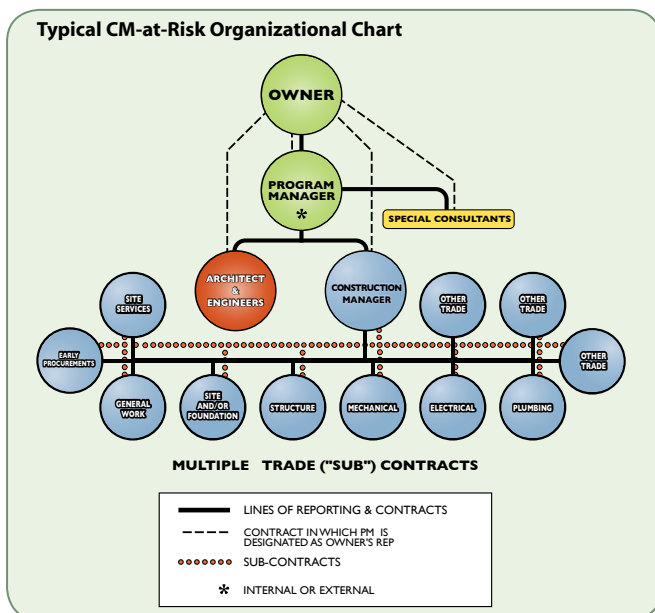 Typical CM-at-Risk Organizational Chart
OWNER
PROGRAM
MANAGER
*
SPECIAL CONSULTANTS
ARCHITECT
&
ENGINEERS
CONSTRUCTION
MANAGER
SITE
SERVICES
OTHER
TRADE
OTHER
TRADE
EARLY
PROCUREMENTS
OTHER
TRADE
GENERAL
WORK
SITE
AND/OR
FOUNDATION
STRUCTURE
MECHANICAL
ELECTRICAL
PLUMBING
MULTIPLE TRADE ("SUB") CONTRACTS
LINES OF REPORTING & CONTRACTS
CONTRACT IN WHICH PM IS
DESIGNATED AS OWNER'S REP
SUB-CONTRACTS
* INTERNAL OR EXTERNAL